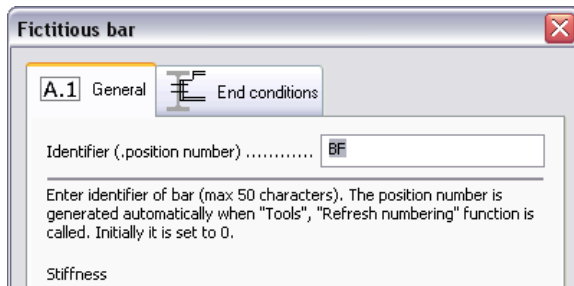 Fictitious bar
A.1 General
End conditions
Identifier (.position number) ............ BF
Enter identifier of bar (max 50 characters). The position number is
generated automatically when "Tools", "Refresh numbering" function is
called. Initially it is set to 0.
Stiffness